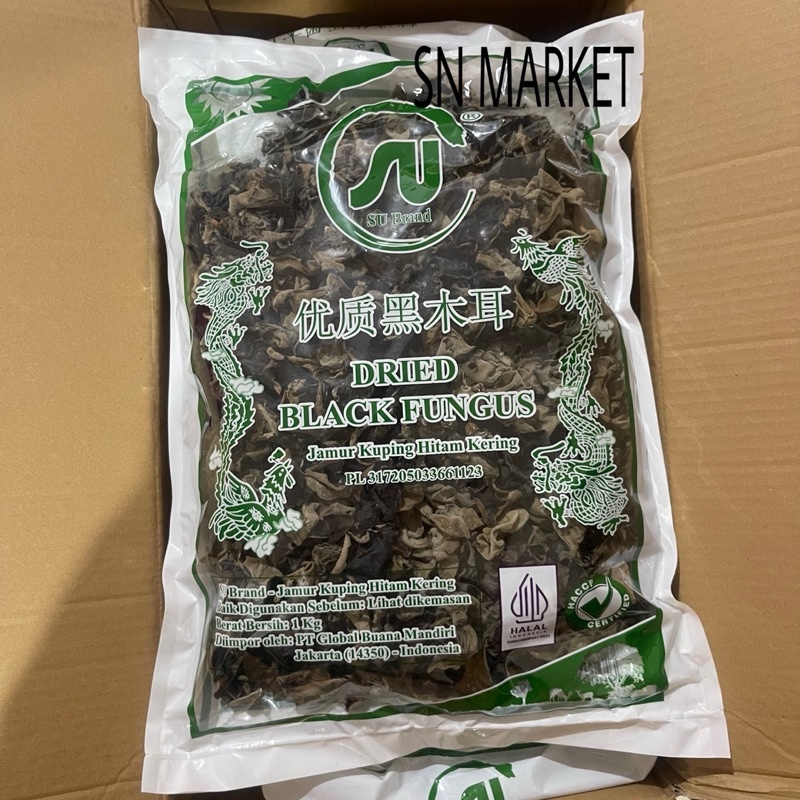 SN MARKET
®
SU
SU Brand
优质黑木耳
DRIED
BLACK FUNGUS
Jamur Kuping Hitam Kering
PL 317205033661123
Brand - Jamur Kuping Hitam Kering
Baik Digunakan Sebelum: Lihat dikemasan
Berat Bersih: 1 Kg
Diimpor oleh: PT Global Buana Mandiri
Jakarta (14350) - Indonesia
HALAL
INDONESIA
HACCP
CERTIFIED